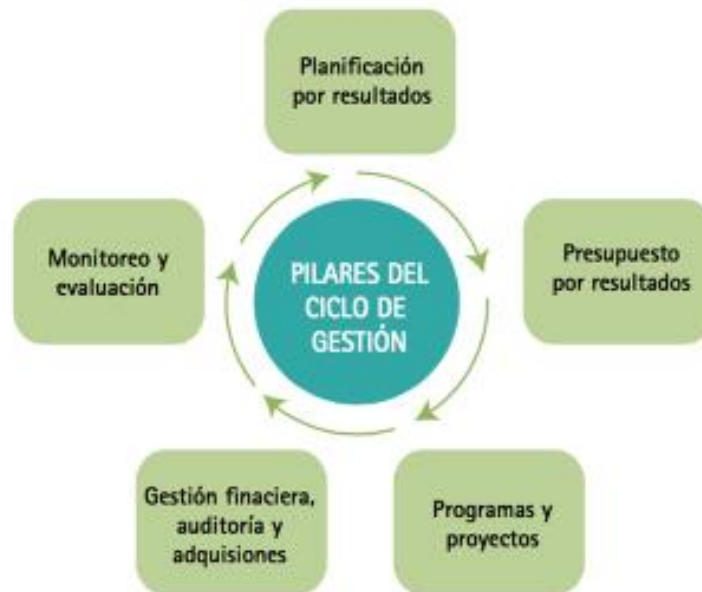 Planificación
por resultados
Monitoreo y
evaluación
PILARES DEL
CICLO DE
GESTIÓN
Presupuesto
por resultados
Gestión finaciera,
auditoría y
adquisiones
Programas y
proyectos